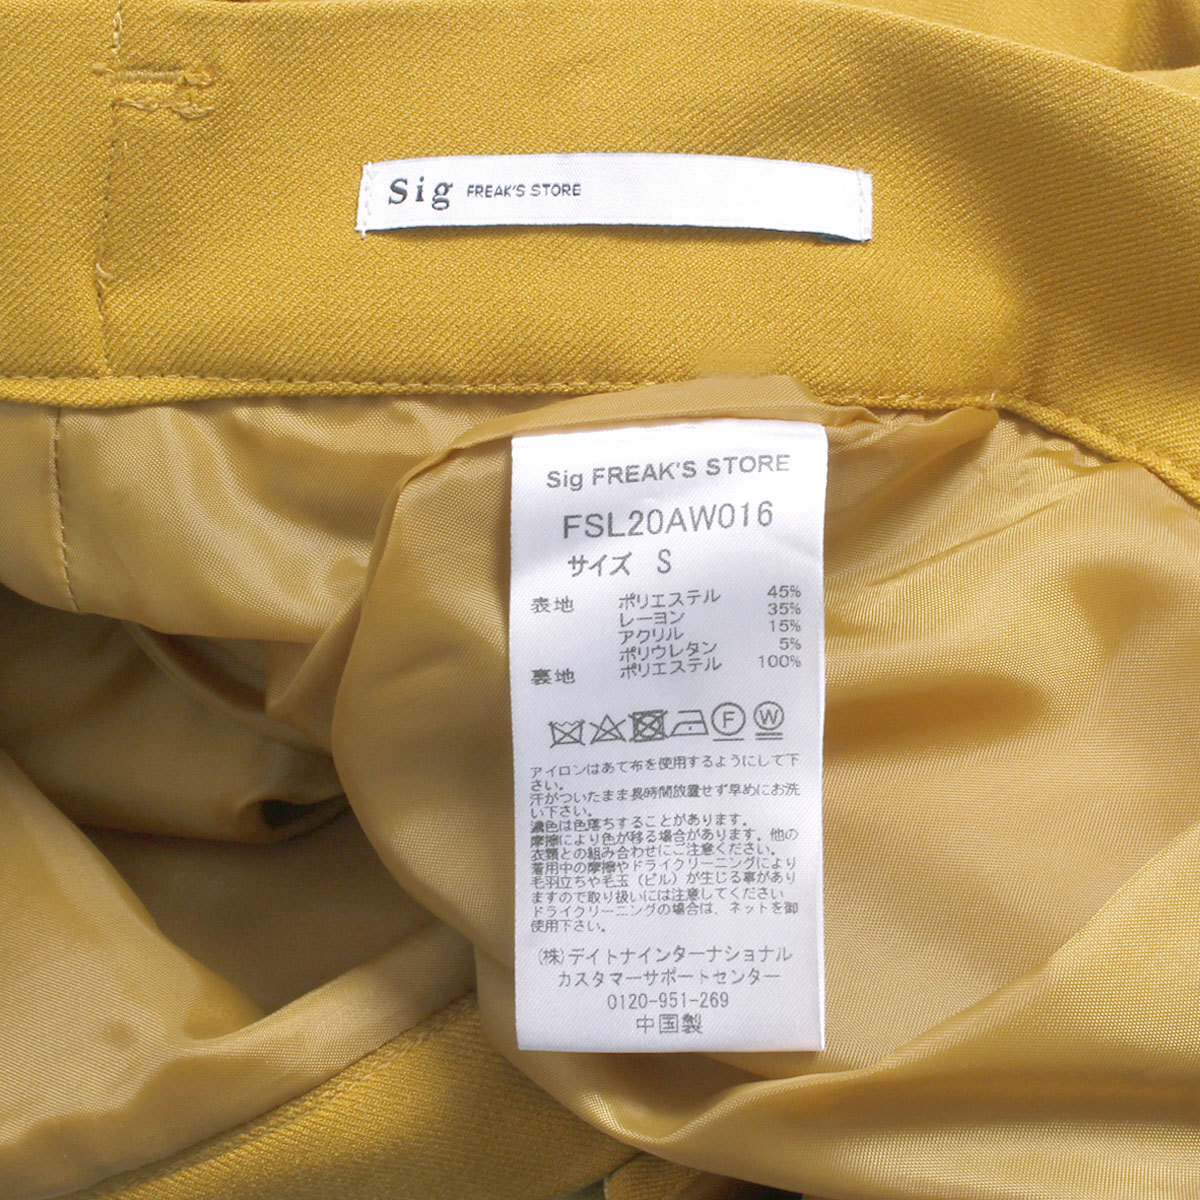 Sig FREAK'S STORE
Sig FREAK'S STORE
FSL20AW016
サイズ S
表地 ポリエステル 45%
レーヨン 35%
アクリル 15%
ポリウレタン 5%
裏地 ポリエステル 100%
F W
アイロンはあて布を使用するようにして下
さい。
汗がついたまま長時間放置せず早めにお洗
い下さい。
濃色は色落ちすることがあります。
摩擦により色が移る場合があります。他の
衣類との組み合わせにご注意ください。
着用中の摩擦やドライクリーニングにより
毛羽立ちや毛玉（ピル）が生じる事があり
ますので取り扱いには注意してください
ドライクリーニングの場合は、ネットを御
使用下さい。
(株)デイトナインターナショナル
カスタマーサポートセンター
0120-951-269
中国製